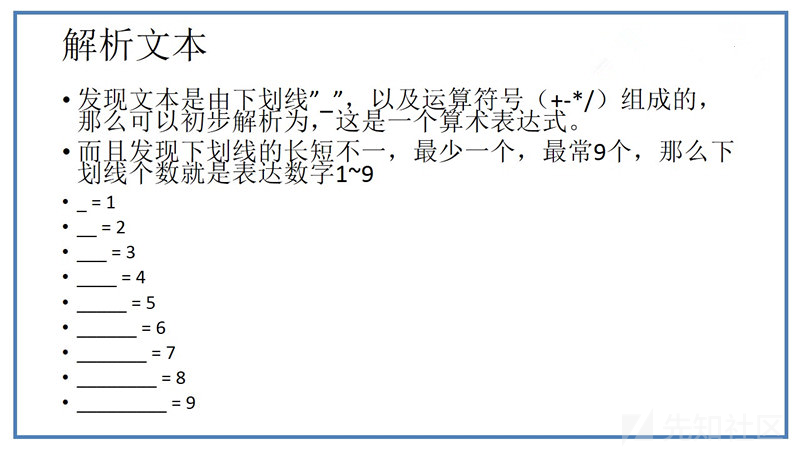 解析文本
• 发现文本是由下划线”_”，以及运算符号（+-*/）组成的，
那么可以初步解析为，这是一个算术表达式。
• 而且发现下划线的长短不一，最少一个，最常9个，那么下
划线个数就是表达数字1~9
• _ = 1
• __ = 2
• ___ = 3
• ____ = 4
• _____ = 5
• ______ = 6
• _______ = 7
• ________ = 8
• _________ = 9
先知社区